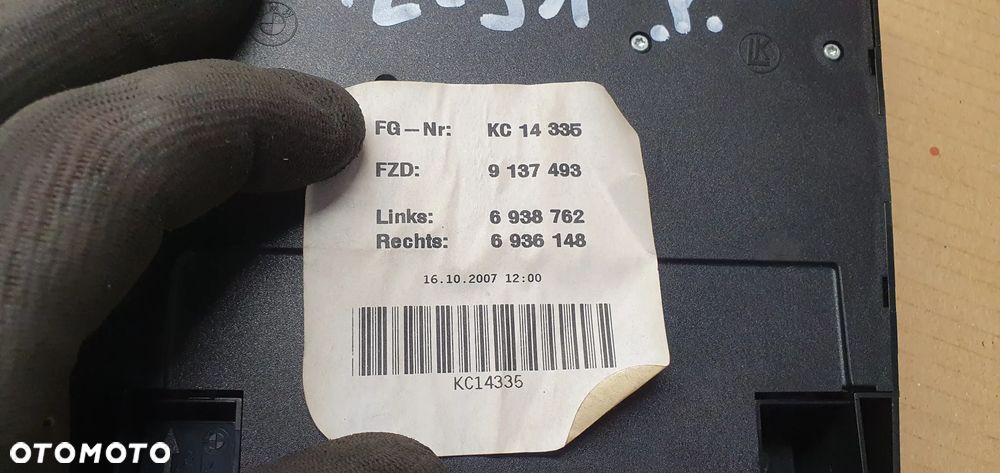 FG-Nr: KC 14 335
FZD: 9 137 493
Links: 6 938 762
Rechts: 6 936 148
16.10.2007 12:00
KC14335
OTOMOTO